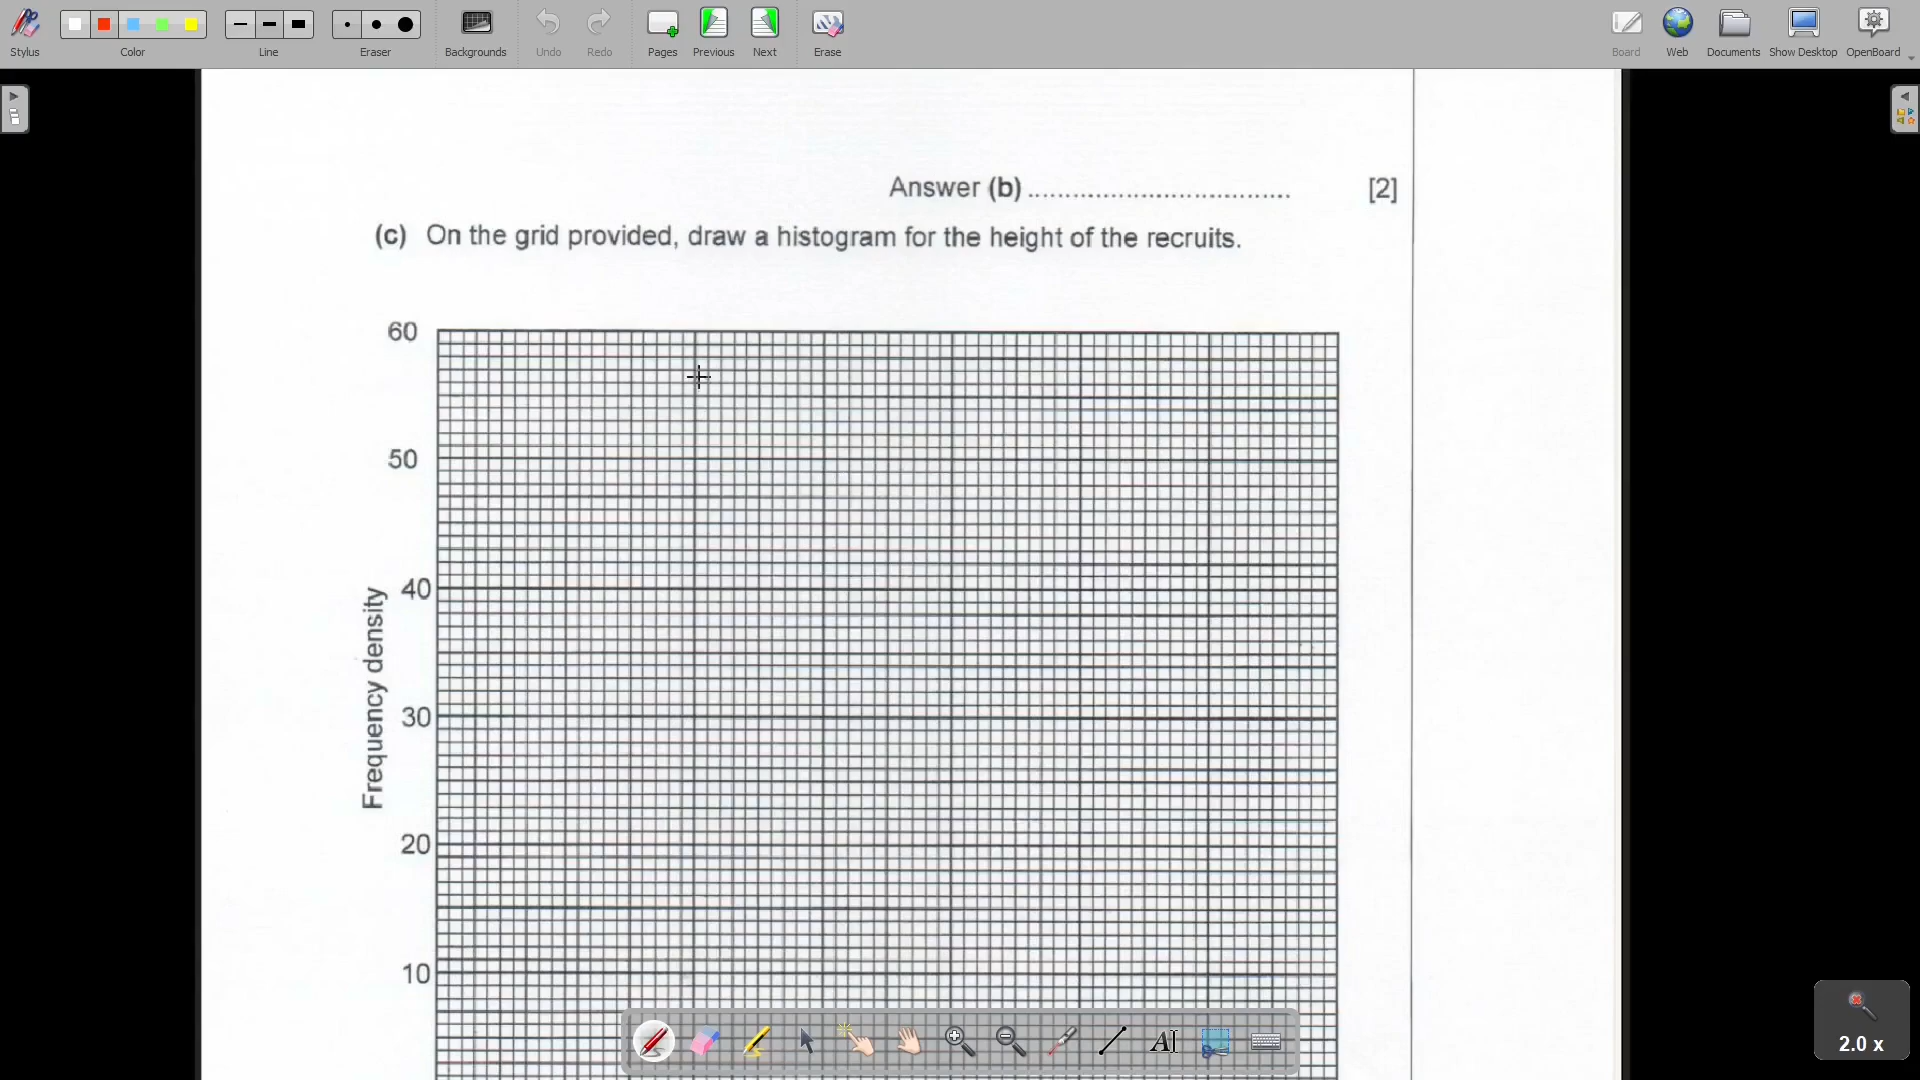 Stylus Color Line Eraser Backgrounds Undo Redo Pages Previous Next Erase Board Web Documents Show Desktop OpenBoard
Answer (b) ................................... [2]
(c) On the grid provided, draw a histogram for the height of the recruits.
60
50
40
30
20
10
Frequency density
AI
2.0 x